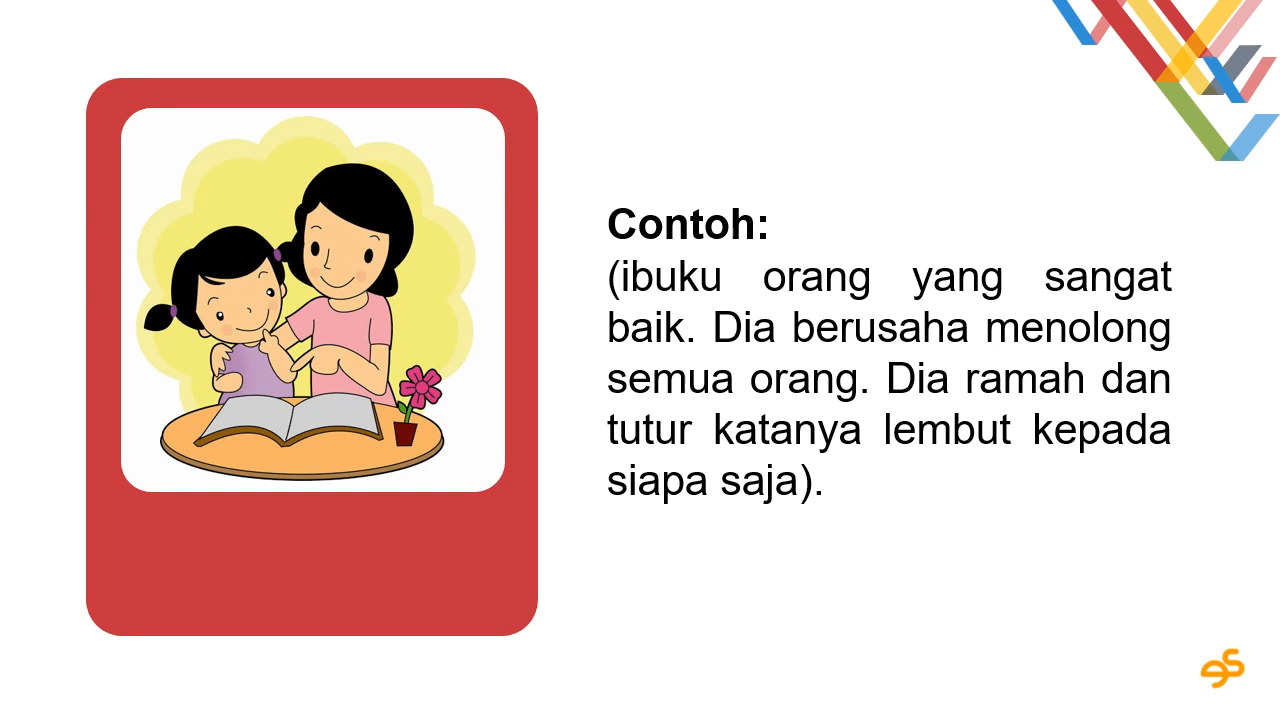 Contoh:
(ibuku orang yang sangat
baik. Dia berusaha menolong
semua orang. Dia ramah dan
tutur katanya lembut kepada
siapa saja).